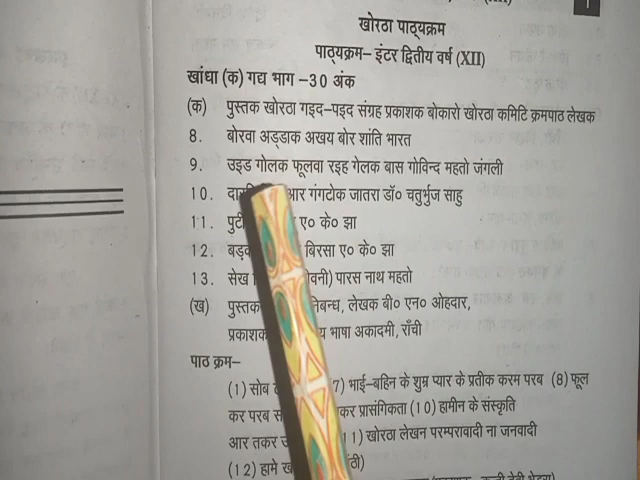 खोरठा पाठ्यक्रम
पाठ्यक्रम- इंटर द्वितीय वर्ष (XII)
खांधा (क) गद्य भाग -30 अंक
(क) पुस्तक खोरठा गइद-पइद संग्रह प्रकाशक बोकारो खोरठा कमिटि क्रमपाठ लेखक
8. बोरवा अड्डाक अखय बोर शांति भारत
9. उइड गोलक फूलवा रइह गेलक बास गोविन्द महतो जंगली
10. आर गंगटोक जातरा डॉ० चतुर्भुज साहु
11. ए० के० झा
12. बिरसा ए० के० झा
13. सेख पारस नाथ महतो
(ख) पुस्तक निबन्ध, लेखक बी० एन० ओहदार,
प्रकाशक भाषा अकादमी, राँची
पाठ क्रम-
(1) सोब 7) भाई-बहिन के शुभ्र प्यार के प्रतीक करम परब (8) फूल
कर परब कर प्रासंगिकता (10) हामीन के संस्कृति
आर तकर 11) खोरठा लेखन परम्परावादी ना जनवादी
(12) हामे